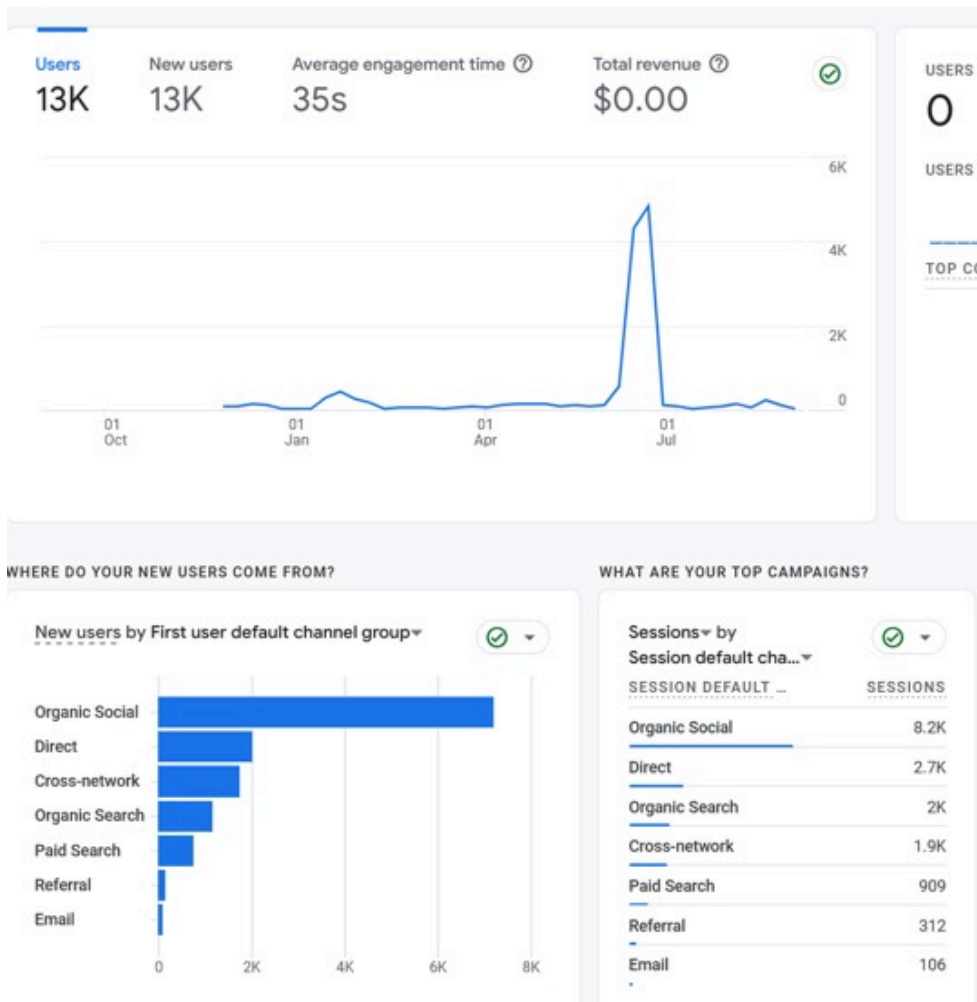 Users New users Average engagement time Total revenue
13K 13K 35s $0.00
6K
4K
2K
0
01 01 01 01
Oct Jan Apr Jul
USERS
0
USERS
TOP
WHERE DO YOUR NEW USERS COME FROM?
New users by First user default channel group
Organic Social
Direct
Cross-network
Organic Search
Paid Search
Referral
Email
0 2K 4K 6K 8K
WHAT ARE YOUR TOP CAMPAIGNS?
Sessions by
Session default cha...
SESSION DEFAULT ... SESSIONS
Organic Social 8.2K
Direct 2.7K
Organic Search 2K
Cross-network 1.9K
Paid Search 909
Referral 312
Email 106